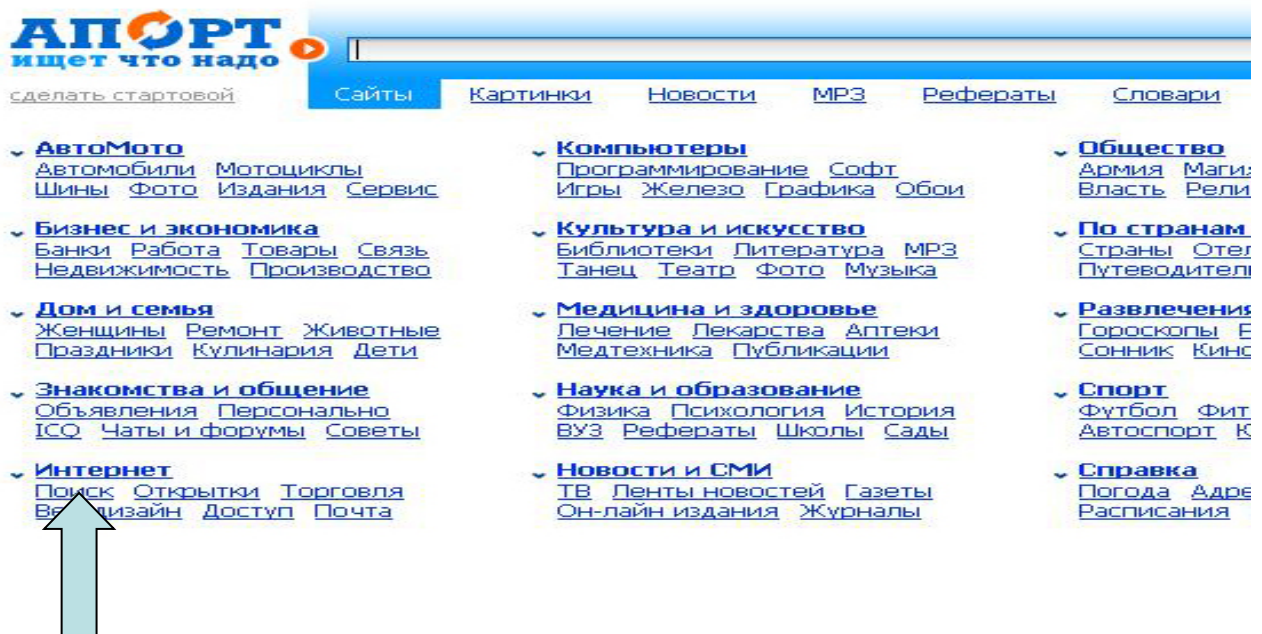 АПОРТ
ищет что надо
сделать стартовой Сайты Картинки Новости MP3 Рефераты Словари
АвтоМото
Автомобили Мотоциклы
Шины Фото Издания Сервис
Бизнес и экономика
Банки Работа Товары Связь
Недвижимость Производство
Дом и семья
Женщины Ремонт Животные
Праздники Кулинария Дети
Знакомства и общение
Объявления Персонально
ICQ Чаты и форумы Советы
Интернет
Поиск Открытки Торговля
Доступ Почта
Компьютеры
Программирование Софт
Игры Железо Графика Обои
Культура и искусство
Библиотеки Литература MP3
Танец Театр Фото Музыка
Медицина и здоровье
Лечение Лекарства Аптеки
Медтехника Публикации
Наука и образование
Физика Психология История
ВУЗ Рефераты Школы Сады
Новости и СМИ
ТВ Ленты новостей Газеты
Он-лайн издания Журналы
Общество
Армия
Власть
По странам
Страны
Развлечения
Гороскопы
Сонник
Спорт
Футбол
Автоспорт
Справка
Погода
Расписания